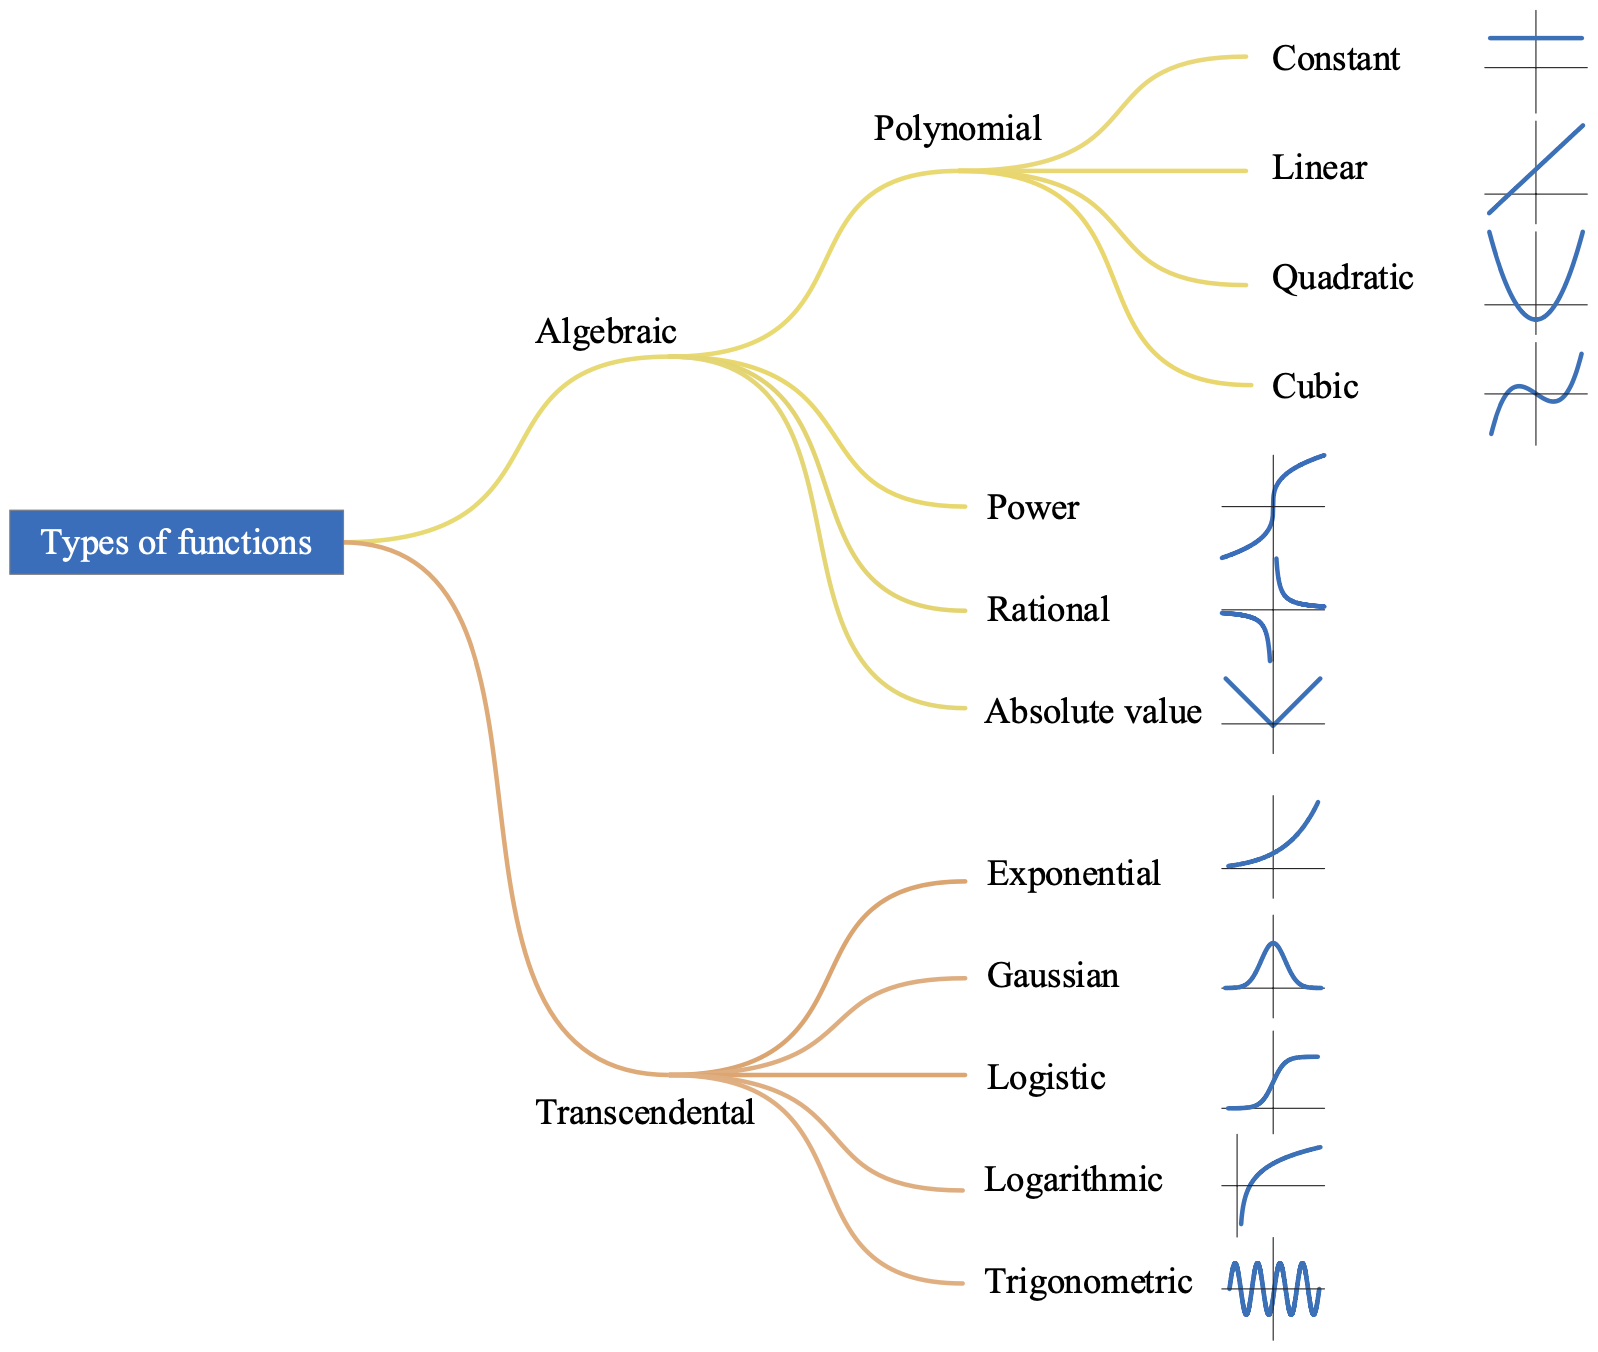 Types of functions
Algebraic
Polynomial
Constant
Linear
Quadratic
Cubic
Power
Rational
Absolute value
Transcendental
Exponential
Gaussian
Logistic
Logarithmic
Trigonometric